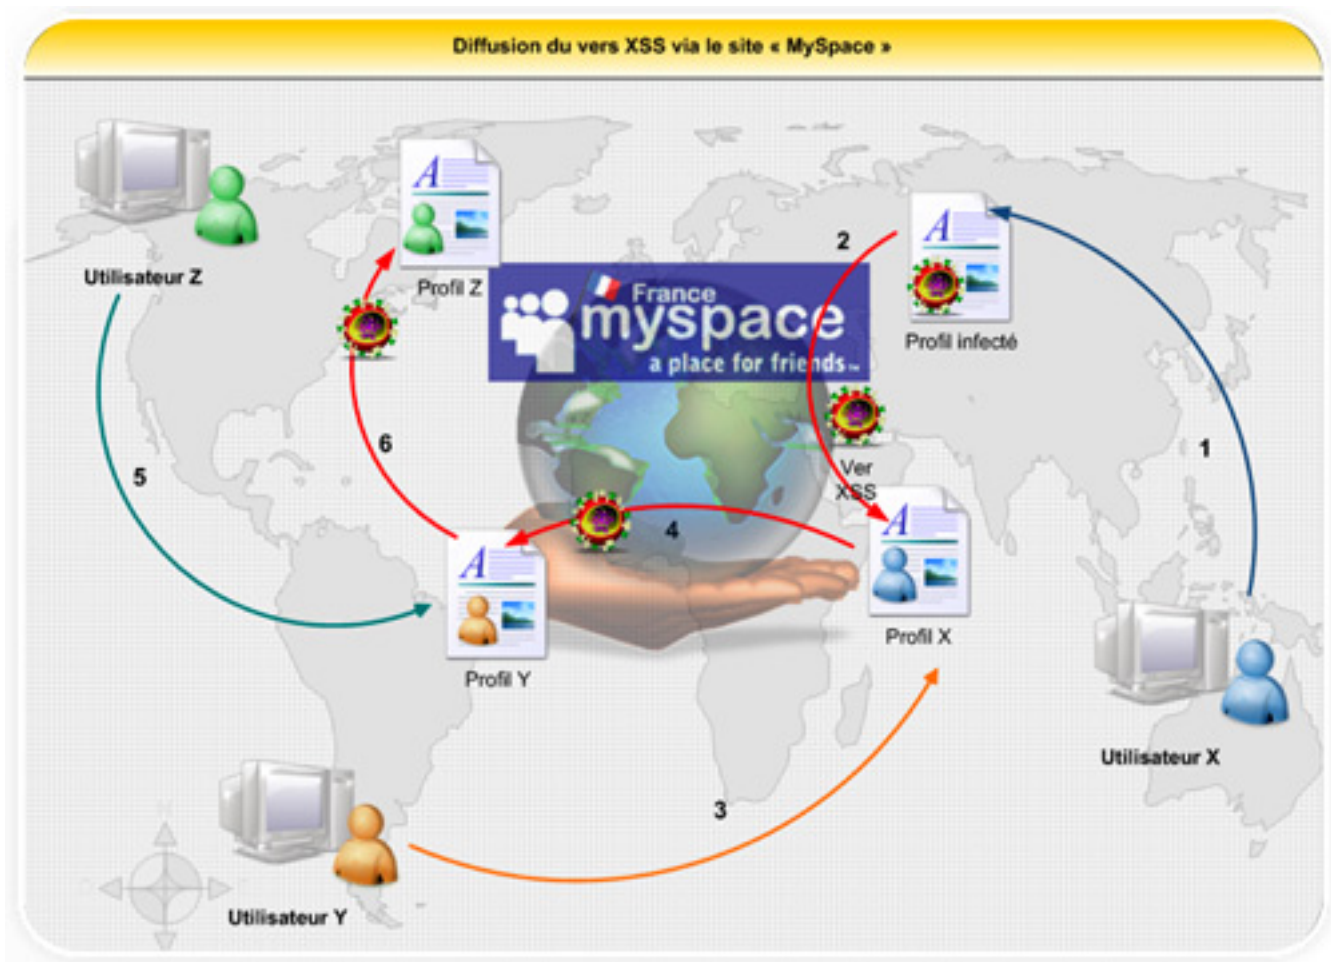 Diffusion du vers XSS via le site « MySpace »
Utilisateur Z
A
Profil Z
2
A
Profil infecté
France
myspace
a place for friends™
1
6
5
Ver
XSS
4
A
Profil X
A
Profil Y
Utilisateur X
3
Utilisateur Y